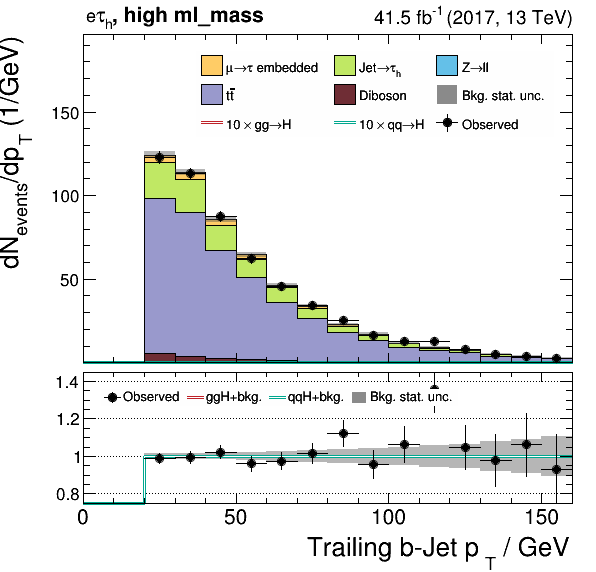 eτh, high ml_mass 41.5 fb-1 (2017, 13 TeV)
dNevents/dpT (1/GeV)
μ→τ embedded Jet→τh Z→ll
tt̄ Diboson Bkg. stat. unc.
10 × gg→H 10 × qq→H Observed
150
100
50
1.4
Observed ggH+bkg. qqH+bkg. Bkg. stat. unc.
1.2
1
0.8
0 50 100 150
Trailing b-Jet pT / GeV